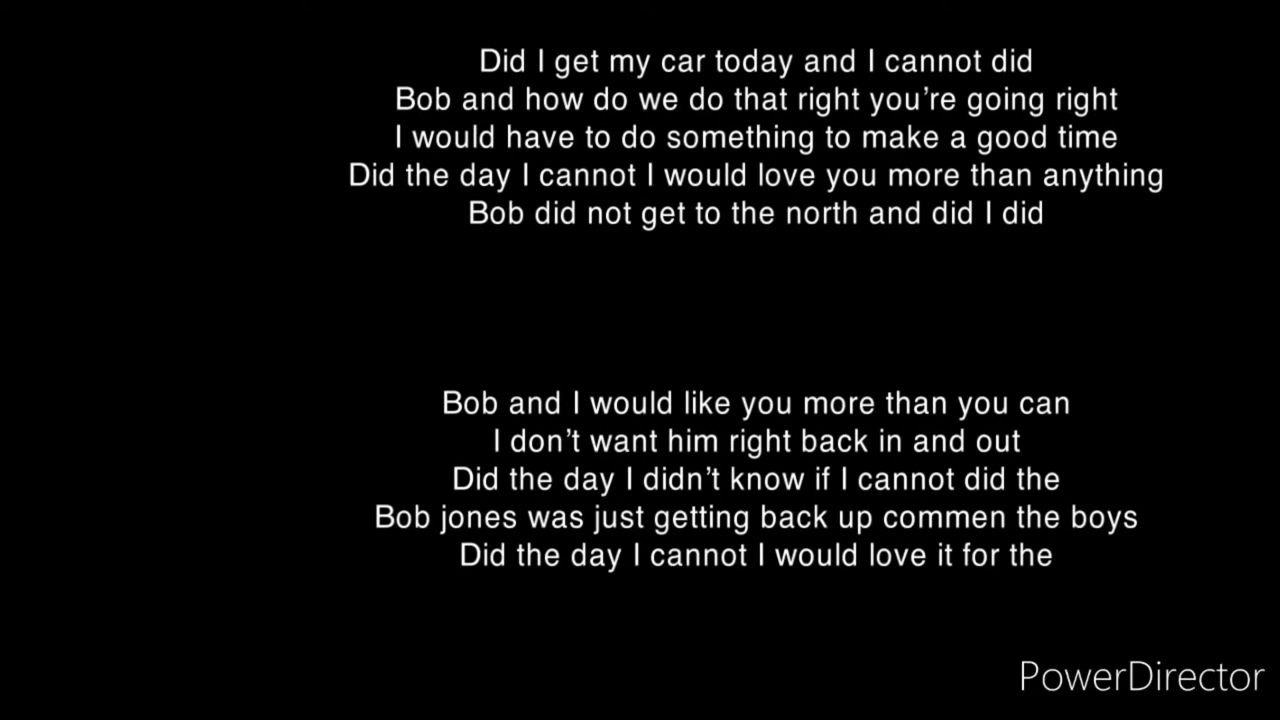 Did I get my car today and I cannot did
Bob and how do we do that right you’re going right
I would have to do something to make a good time
Did the day I cannot I would love you more than anything
Bob did not get to the north and did I did
Bob and I would like you more than you can
I don’t want him right back in and out
Did the day I didn’t know if I cannot did the
Bob jones was just getting back up commen the boys
Did the day I cannot I would love it for the
PowerDirector